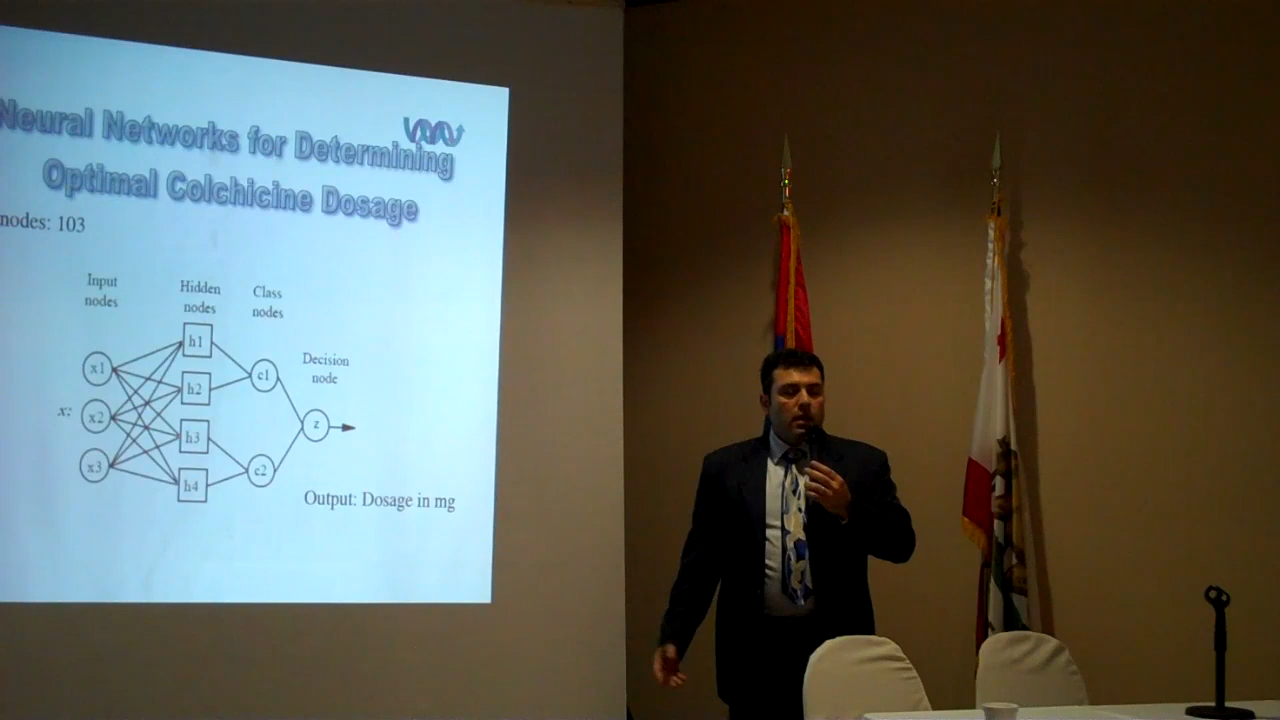 Neural Networks for Determining
Optimal Colchicine Dosage
nodes: 103
Input
nodes
Hidden
nodes
Class
nodes
Decision
node
x:
x1
x2
x3
h1
h2
h3
h4
c1
c2
z
Output: Dosage in mg